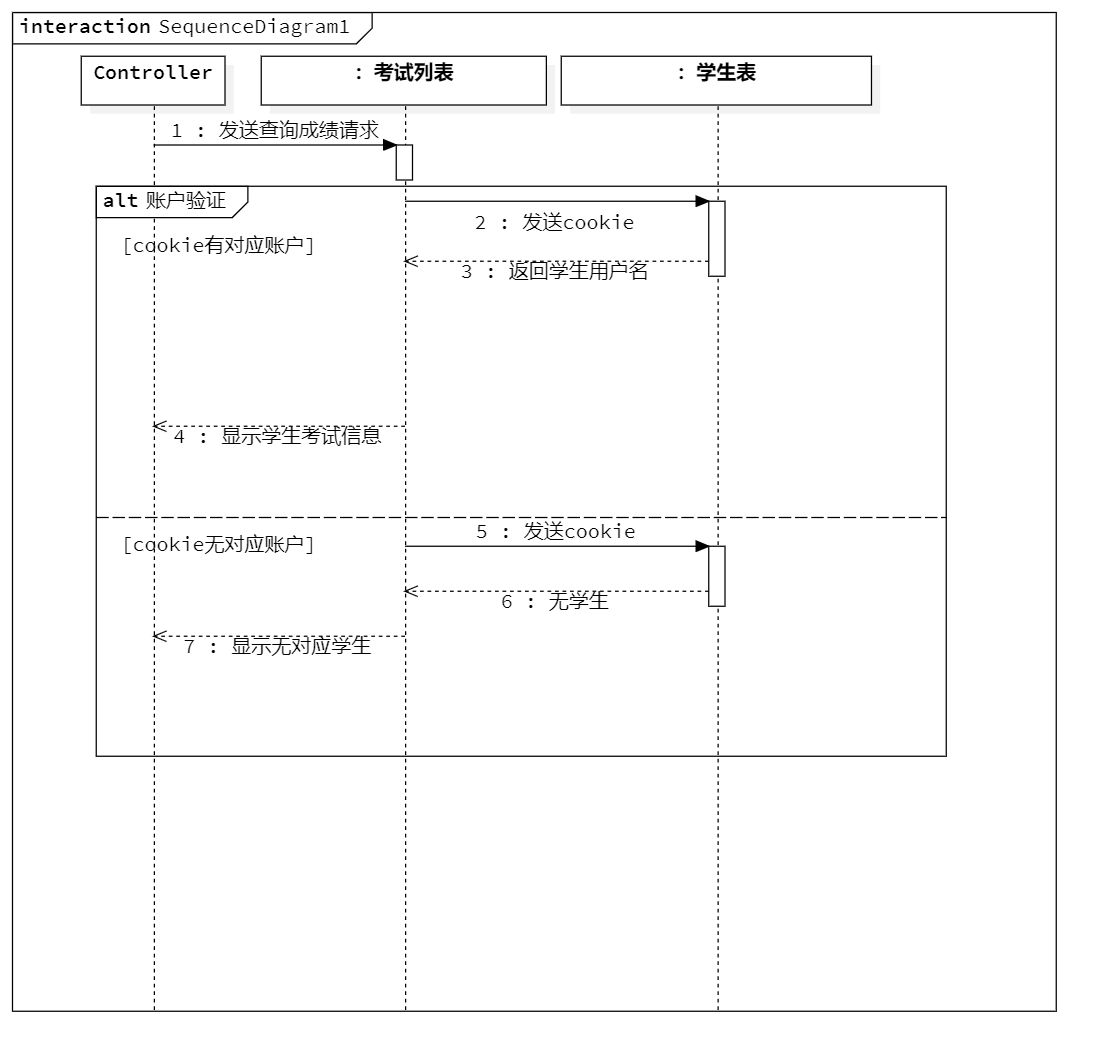 interaction SequenceDiagram1
Controller
: 考试列表
: 学生表
1 : 发送查询成绩请求
alt 账户验证
2 : 发送cookie
[cookie有对应账户]
3 : 返回学生用户名
4 : 显示学生考试信息
5 : 发送cookie
[cookie无对应账户]
6 : 无学生
7 : 显示无对应学生